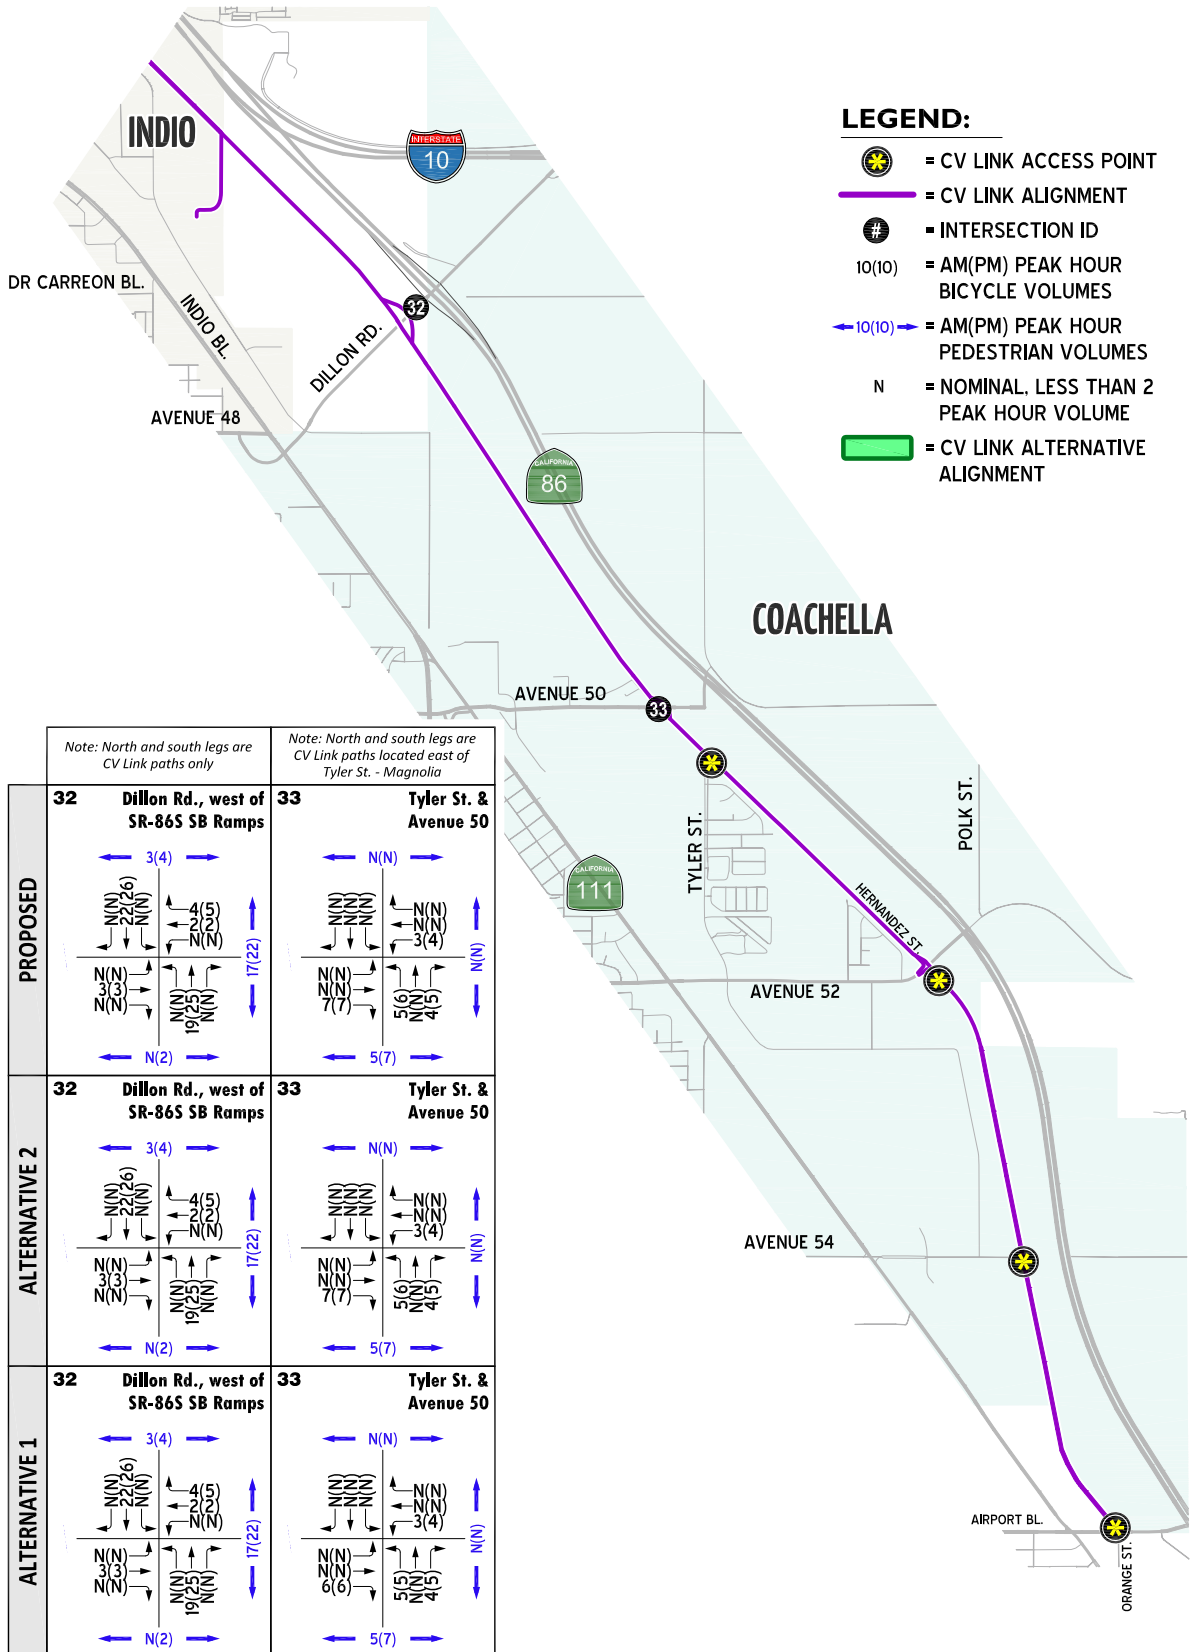 INDIO
INTERSTATE
10
LEGEND:
= CV LINK ACCESS POINT
= CV LINK ALIGNMENT
# = INTERSECTION ID
10(10) = AM(PM) PEAK HOUR
BICYCLE VOLUMES
10(10) = AM(PM) PEAK HOUR
PEDESTRIAN VOLUMES
N = NOMINAL, LESS THAN 2
PEAK HOUR VOLUME
= CV LINK ALTERNATIVE
ALIGNMENT
DR CARREON BL.
INDIO BL.
32
DILLON RD.
AVENUE 48
CALIFORNIA
86
COACHELLA
AVENUE 50
33
TYLER ST.
POLK ST.
CALIFORNIA
111
HERNANDEZ ST.
AVENUE 52
AVENUE 54
AIRPORT BL.
ORANGE ST.
Note: North and south legs are
CV Link paths only
Note: North and south legs are
CV Link paths located east of
Tyler St. - Magnolia
PROPOSED
32 Dillon Rd., west of
SR-86S SB Ramps
3(4)
N(N)
22(26)
N(N)
4(5)
2(2)
N(N)
17(22)
N(N)
3(3)
N(N)
N(N)
19(25)
N(N)
N(2)
33 Tyler St. &
Avenue 50
N(N)
N(N)
N(N)
N(N)
N(N)
N(N)
3(4)
N(N)
N(N)
N(N)
7(7)
5(6)
N(N)
4(5)
5(7)
ALTERNATIVE 2
32 Dillon Rd., west of
SR-86S SB Ramps
3(4)
N(N)
22(26)
N(N)
4(5)
2(2)
N(N)
17(22)
N(N)
3(3)
N(N)
N(N)
19(25)
N(N)
N(2)
33 Tyler St. &
Avenue 50
N(N)
N(N)
N(N)
N(N)
N(N)
N(N)
3(4)
N(N)
N(N)
N(N)
7(7)
5(6)
N(N)
4(5)
5(7)
ALTERNATIVE 1
32 Dillon Rd., west of
SR-86S SB Ramps
3(4)
N(N)
22(26)
N(N)
4(5)
2(2)
N(N)
17(22)
N(N)
3(3)
N(N)
N(N)
19(25)
N(N)
N(2)
33 Tyler St. &
Avenue 50
N(N)
N(N)
N(N)
N(N)
N(N)
N(N)
3(4)
N(N)
N(N)
N(N)
6(6)
5(5)
N(N)
4(5)
5(7)